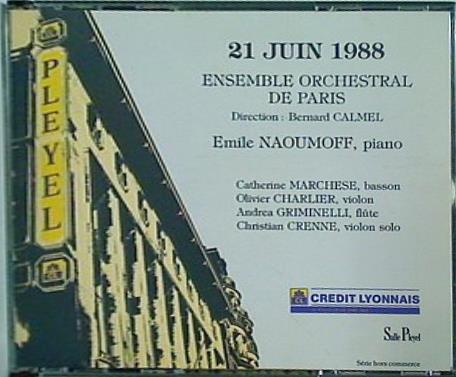 PLEYEL
21 JUIN 1988
ENSEMBLE ORCHESTRAL
DE PARIS
Direction : Bernard CALMEL
Emile NAOUMOFF, piano
Catherine MARCHESE, basson
Olivier CHARLIER, violon
Andrea GRIMINELLI, flûte
Christian CRENNE, violon solo
CREDIT LYONNAIS
Salle Pleyel
Série hors commerce